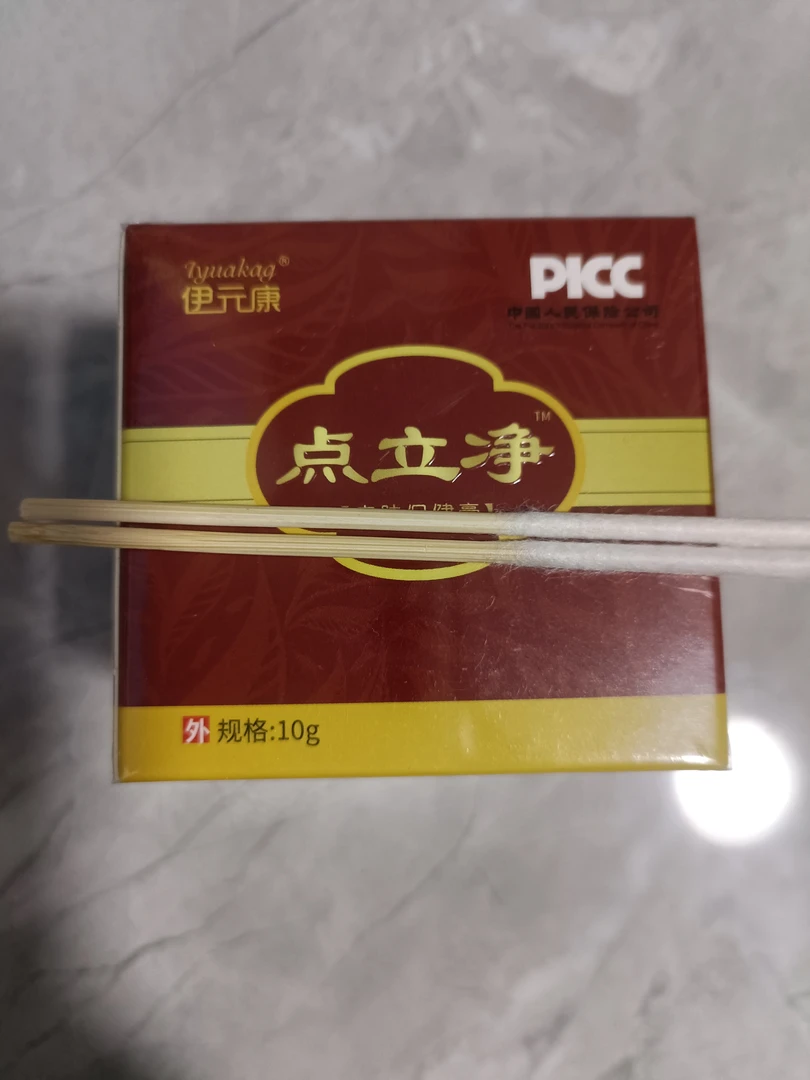 Iyuakag®
伊元康
PICC
中国人民保险公司
点立净™
外 规格:10g